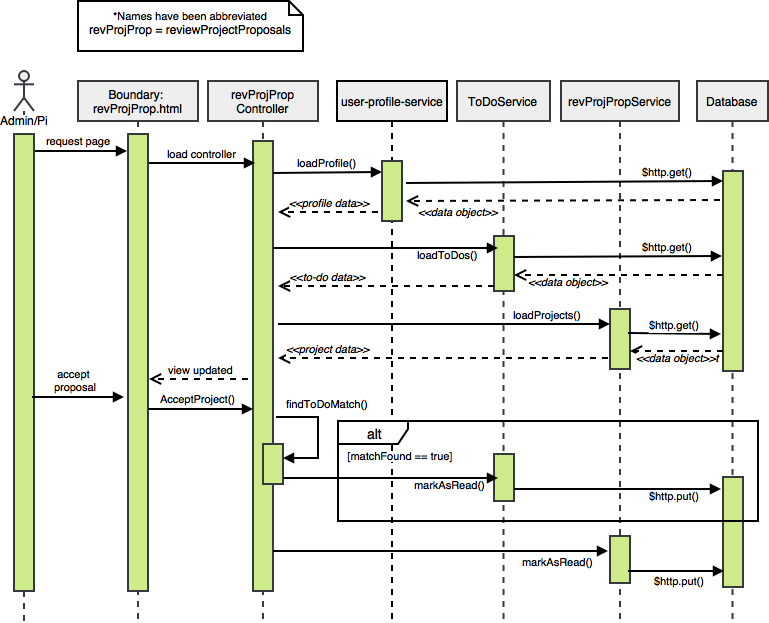 *Names have been abbreviated
revProjProp = reviewProjectProposals
Admin/Pi
Boundary:
revProjProp.html
revProjProp
Controller
user-profile-service
ToDoService
revProjPropService
Database
request page
load controller
loadProfile()
$http.get()
<<profile data>>
<<data object>>
loadToDos()
$http.get()
<<to-do data>>
<<data object>>
loadProjects()
$http.get()
<<project data>>
<<data object>>t
view updated
accept
proposal
AcceptProject()
findToDoMatch()
alt
[matchFound == true]
markAsRead()
$http.put()
markAsRead()
$http.put()